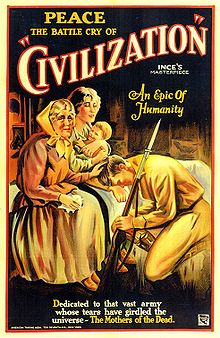 PEACE
THE BATTLE CRY OF
"CIVILIZATION"
INCE'S
MASTERPIECE
An Epic Of
Humanity
Dedicated to that vast army
whose tears have girdled the
universe - The Mothers of the Dead.